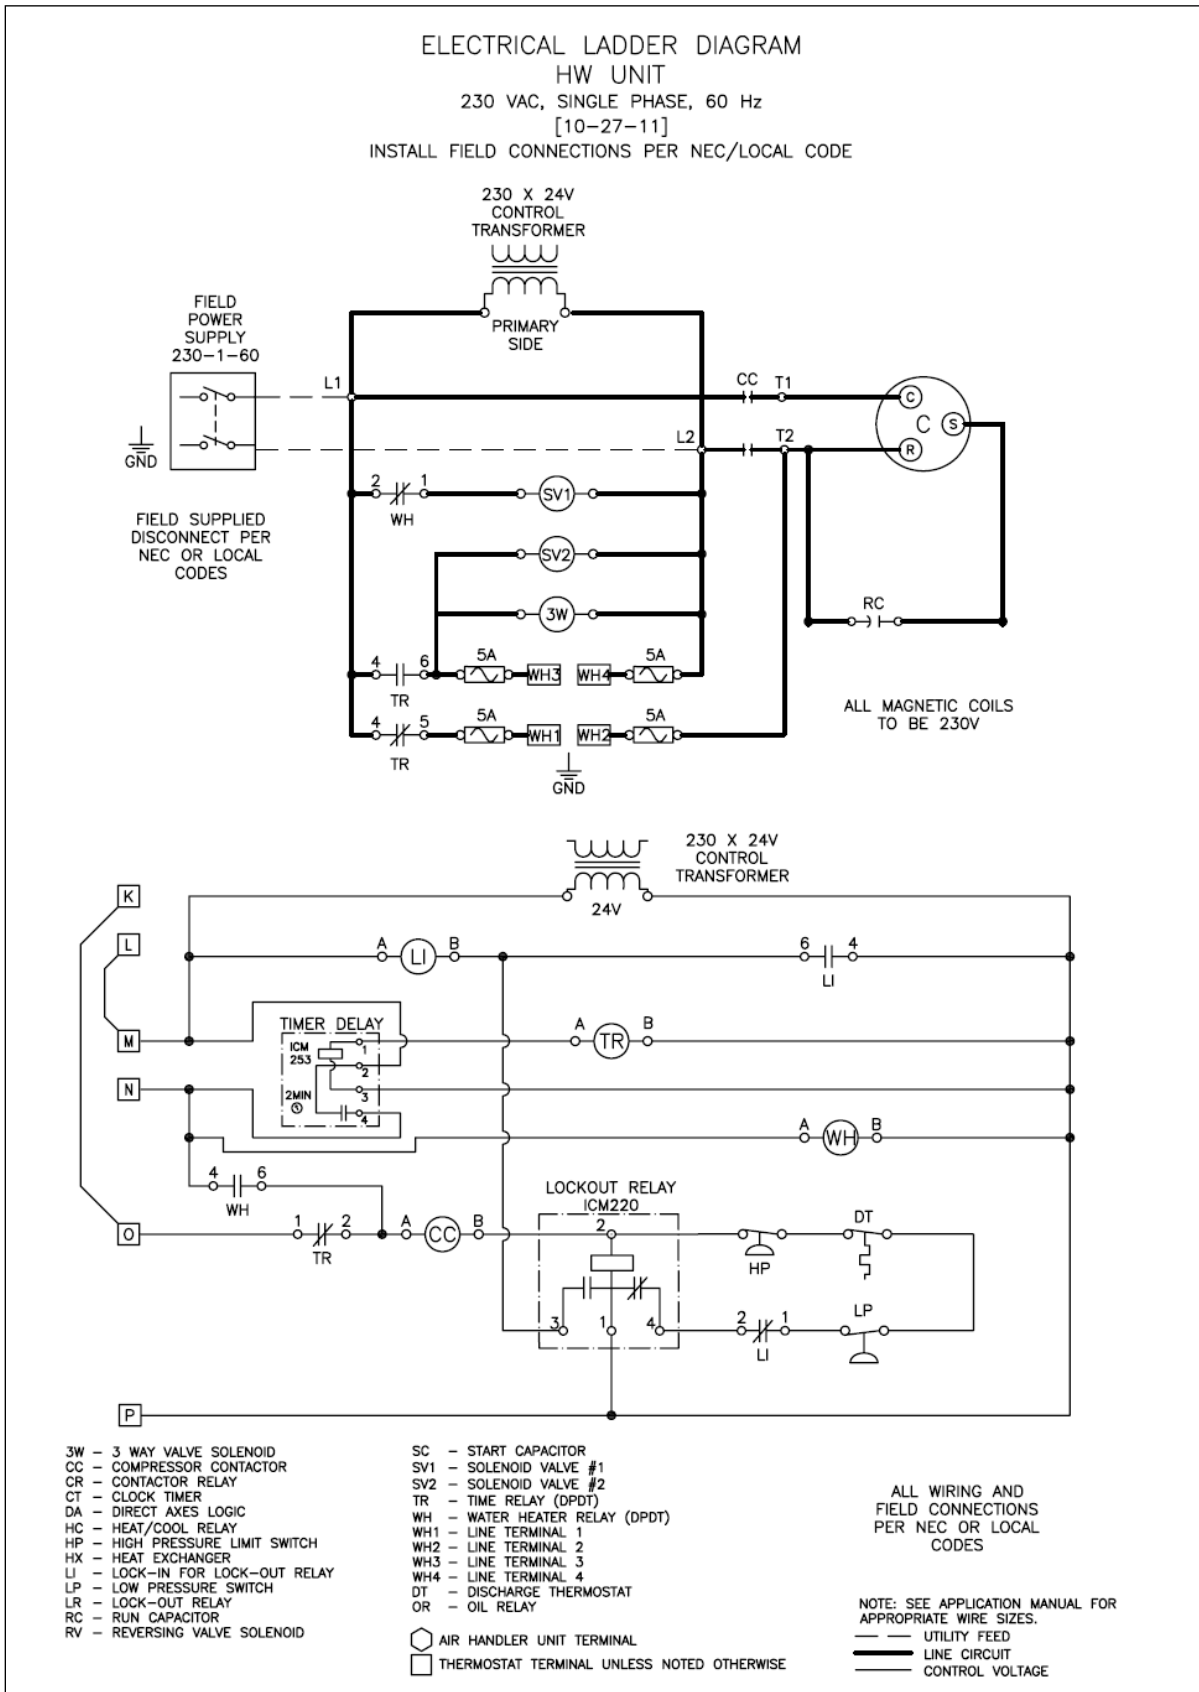 ELECTRICAL LADDER DIAGRAM
HW UNIT
230 VAC, SINGLE PHASE, 60 Hz
[10-27-11]
INSTALL FIELD CONNECTIONS PER NEC/LOCAL CODE
230 X 24V
CONTROL
TRANSFORMER
PRIMARY
SIDE
FIELD
POWER
SUPPLY
230-1-60
GND
FIELD SUPPLIED
DISCONNECT PER
NEC OR LOCAL
CODES
L1
CC T1
C
C S
L2
T2
R
2 1
WH
SV1
SV2
3W
RC
4 6
TR
5A
WH3 WH4
5A
4 5
TR
5A
WH1 WH2
5A
GND
ALL MAGNETIC COILS
TO BE 230V
230 X 24V
CONTROL
TRANSFORMER
24V
K
L
M
N
O
P
A LI B
6 4
LI
TIMER DELAY
ICM
253
2MIN
1
2
3
4
A TR B
A WH B
4 6
WH
1 2
TR
A CC B
LOCKOUT RELAY
ICM220
2
3 1 4
HP
DT
2 1
LI
LP
3W - 3 WAY VALVE SOLENOID
CC - COMPRESSOR CONTACTOR
CR - CONTACTOR RELAY
CT - CLOCK TIMER
DA - DIRECT AXES LOGIC
HC - HEAT/COOL RELAY
HP - HIGH PRESSURE LIMIT SWITCH
HX - HEAT EXCHANGER
LI - LOCK-IN FOR LOCK-OUT RELAY
LP - LOW PRESSURE SWITCH
LR - LOCK-OUT RELAY
RC - RUN CAPACITOR
RV - REVERSING VALVE SOLENOID
SC - START CAPACITOR
SV1 - SOLENOID VALVE #1
SV2 - SOLENOID VALVE #2
TR - TIME RELAY (DPDT)
WH - WATER HEATER RELAY (DPDT)
WH1 - LINE TERMINAL 1
WH2 - LINE TERMINAL 2
WH3 - LINE TERMINAL 3
WH4 - LINE TERMINAL 4
DT - DISCHARGE THERMOSTAT
OR - OIL RELAY
AIR HANDLER UNIT TERMINAL
THERMOSTAT TERMINAL UNLESS NOTED OTHERWISE
ALL WIRING AND
FIELD CONNECTIONS
PER NEC OR LOCAL
CODES
NOTE: SEE APPLICATION MANUAL FOR
APPROPRIATE WIRE SIZES.
UTILITY FEED
LINE CIRCUIT
CONTROL VOLTAGE